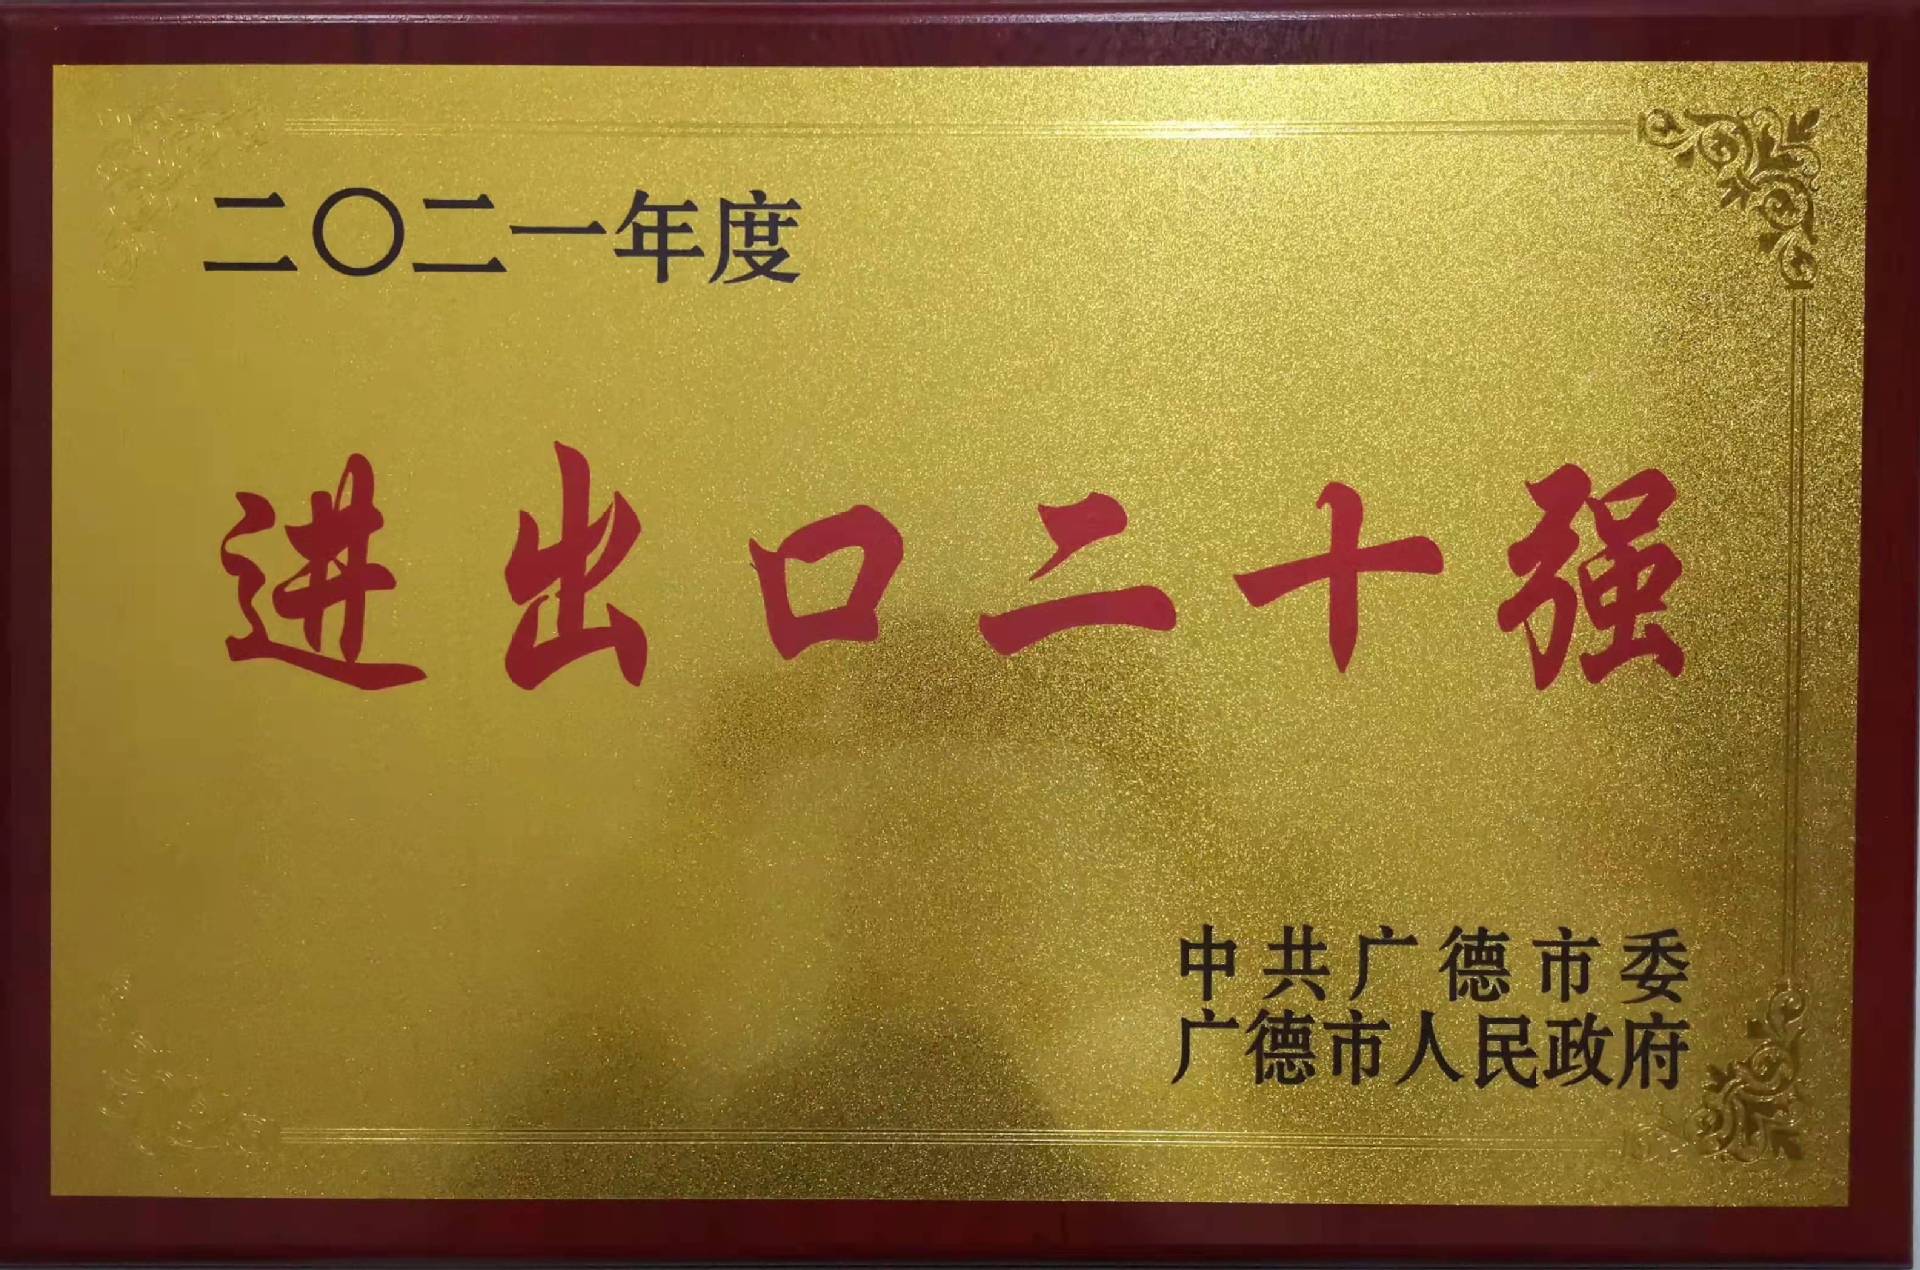 二〇二一年度
进出口二十强
中共广德市委
广德市人民政府